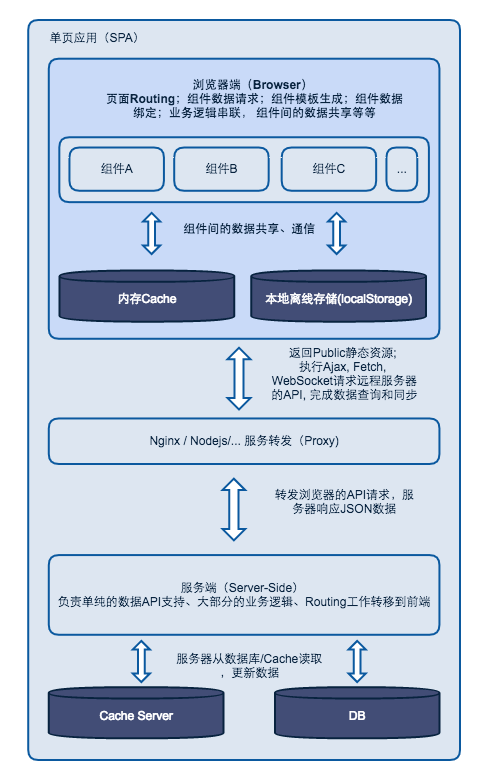 单页应用（SPA）
浏览器端（Browser）
页面Routing；组件数据请求；组件模板生成；组件数据
绑定；业务逻辑串联， 组件间的数据共享等等
组件A
组件B
组件C
...
组件间的数据共享、通信
内存Cache
本地离线存储(localStorage)
返回Public静态资源;
执行Ajax, Fetch,
WebSocket请求远程服务器
的API, 完成数据查询和同步
Nginx / Nodejs/... 服务转发（Proxy)
转发浏览器的API请求，服
务器响应JSON数据
服务端（Server-Side）
负责单纯的数据API支持、大部分的业务逻辑、Routing工作转移到前端
服务器从数据库/Cache读取
，更新数据
Cache Server
DB